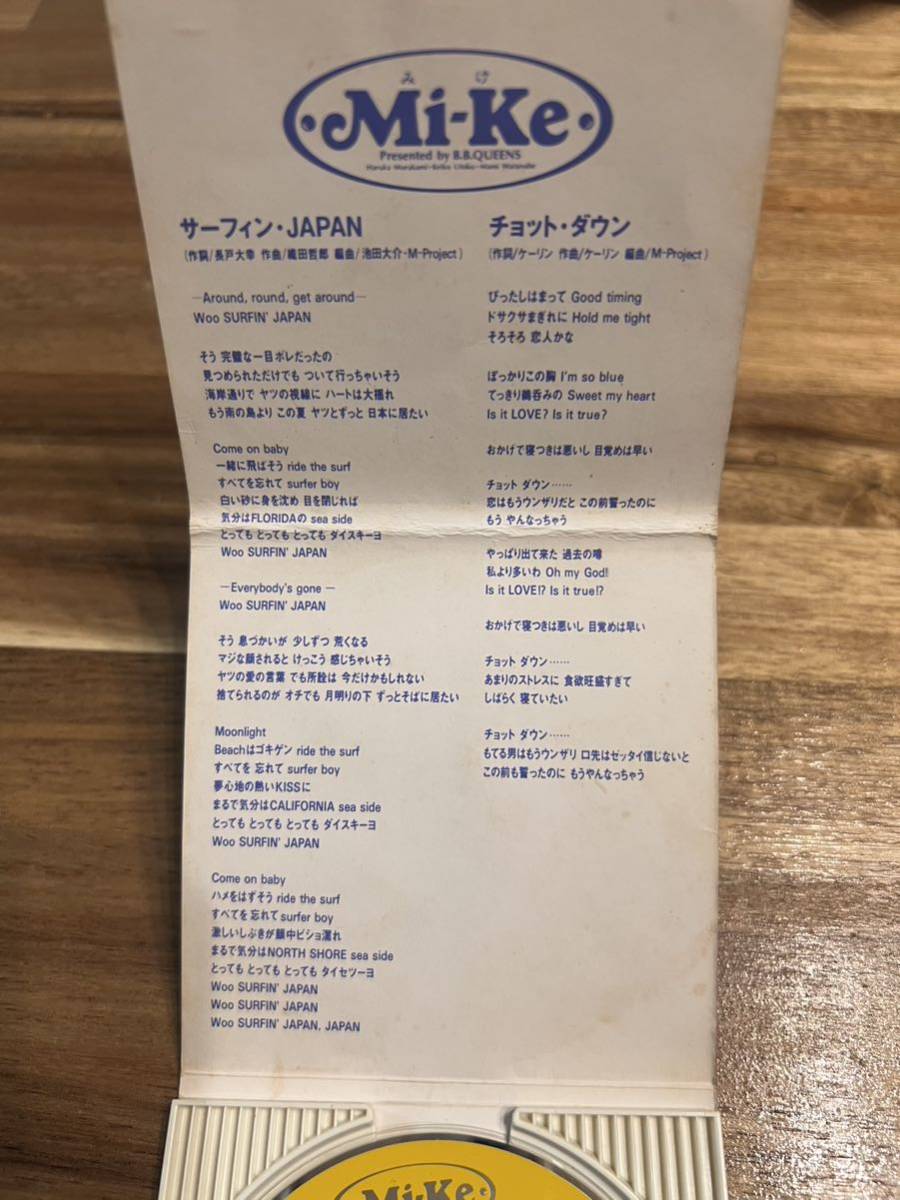 みけ
Mi-Ke
Presented by B.B.QUEENS
Haruka Murakami・Keiko Utoku・Mami Watanabe
サーフィン・JAPAN
(作詞/長戸大幸 作曲/織田哲郎 編曲/池田大介-M-Project)
—Around, round, get around—
Woo SURFIN' JAPAN
そう 完璧な一目ボレだったの
見つめられただけでも ついて行っちゃいそう
海岸通りで ヤツの視線に ハートは大揺れ
もう南の島より この夏 ヤツとずっと 日本に居たい
Come on baby
一緒に飛ばそう ride the surf
すべてを忘れて surfer boy
白い砂に身を沈め 目を閉じれば
気分はFLORIDAの sea side
とっても とっても とっても ダイスキーヨ
Woo SURFIN' JAPAN
—Everybody's gone —
Woo SURFIN' JAPAN
そう 息づかいが 少しずつ 荒くなる
マジな顔されると けっこう 感じちゃいそう
ヤツの愛の言葉 でも所詮は 今だけかもしれない
捨てられるのが オチでも 月明りの下 ずっとそばに居たい
Moonlight
Beachはゴキゲン ride the surf
すべてを 忘れて surfer boy
夢心地の熱いKISSに
まるで気分はCALIFORNIA sea side
とっても とっても とっても ダイスキーヨ
Woo SURFIN' JAPAN
Come on baby
ハメをはずそう ride the surf
すべてを 忘れて surfer boy
激しいしぶきが顔中ビショ濡れ
まるで気分はNORTH SHORE sea side
とっても とっても とっても タイセツーヨ
Woo SURFIN' JAPAN
Woo SURFIN' JAPAN
Woo SURFIN' JAPAN, JAPAN
チョット・ダウン
(作詞/ケーリン 作曲/ケーリン 編曲/M-Project)
ぴったしはまって Good timing
ドサクサまぎれに Hold me tight
そろそろ 恋人かな
ぽっかりこの胸 I'm so blue
てっきり鵜呑みの Sweet my heart
Is it LOVE? Is it true?
おかげで寝つきは悪いし 目覚めは早い
チョット ダウン……
恋はもうウンザリだと この前誓ったのに
もう やんなっちゃう
やっぱり出て来た 過去の噂
私より多いわ Oh my God!!
Is it LOVE!? Is it true!?
おかげで寝つきは悪いし 目覚めは早い
チョット ダウン……
あまりのストレスに 食欲旺盛すぎて
しばらく 寝ていたい
チョット ダウン……
もてる男はもうウンザリ 口先はゼッタイ信じないと
この前も誓ったのに もうやんなっちゃう
Mi-Ke